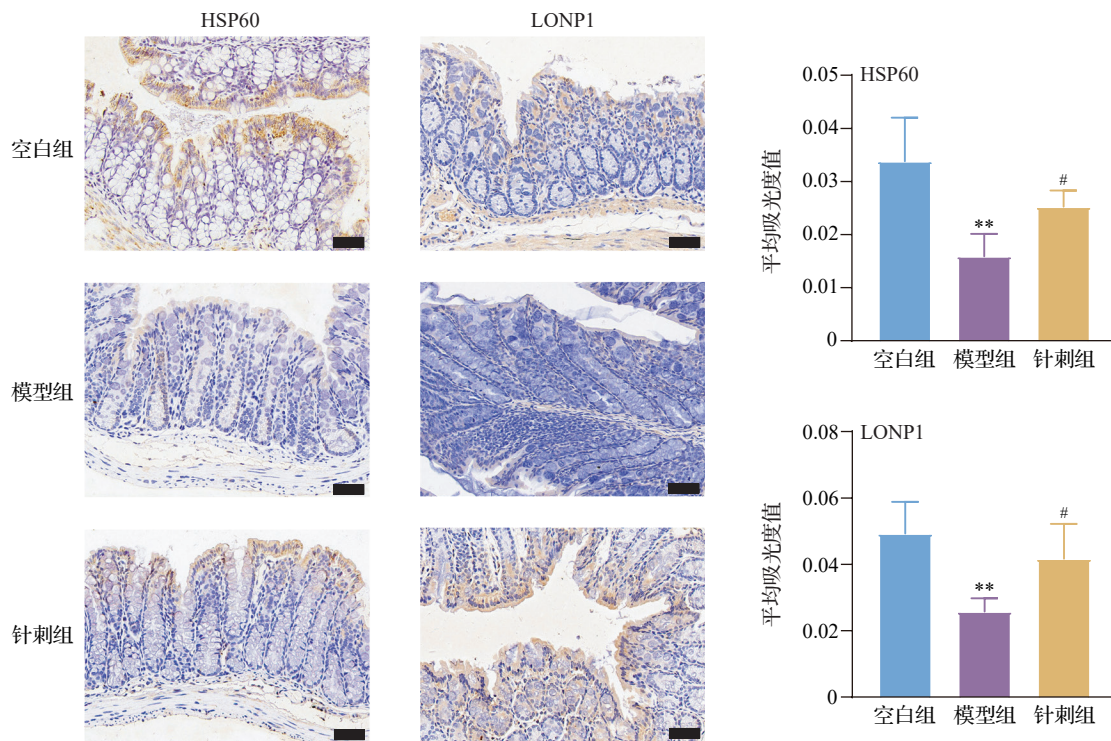 HSP60
LONP1
空白组
模型组
针刺组
HSP60
平均吸光度值
0.05
0.04
0.03
0.02
0.01
0
**
#
空白组
模型组
针刺组
LONP1
平均吸光度值
0.08
0.06
0.04
0.02
0
**
#
空白组
模型组
针刺组